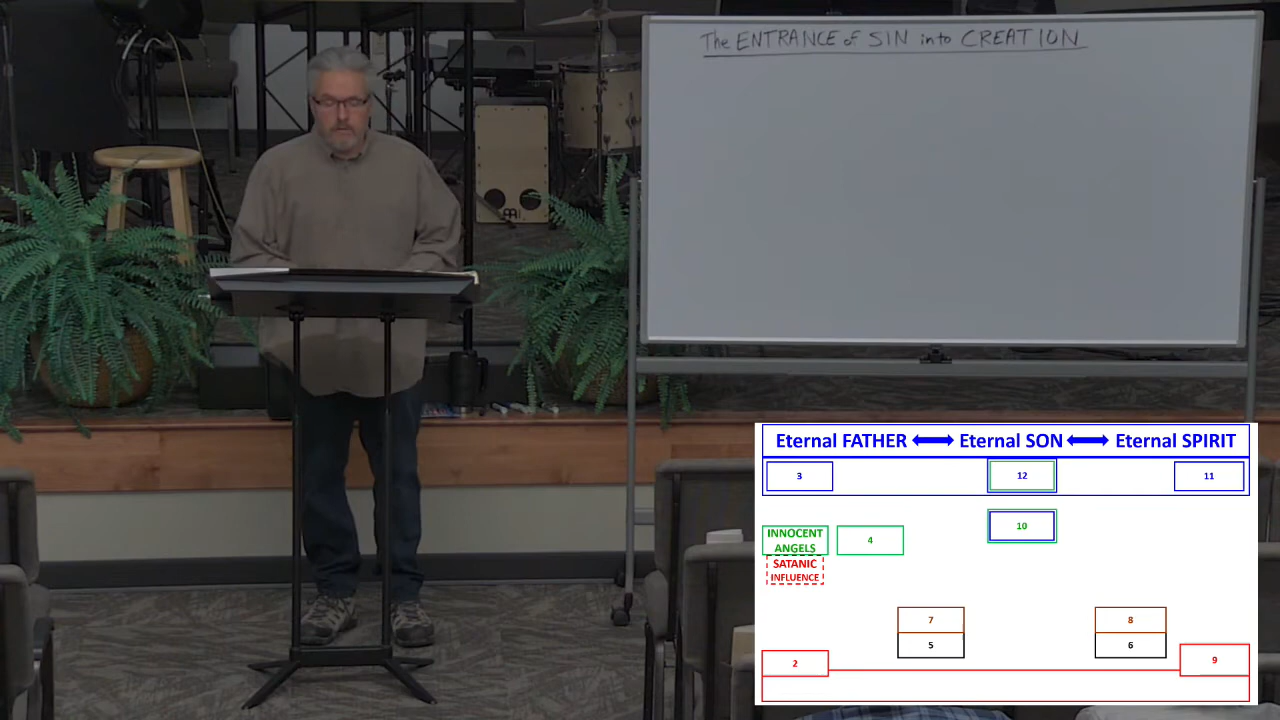 The ENTRANCE of SIN into CREATION
Eternal FATHER Eternal SON Eternal SPIRIT
3 12 11
10
INNOCENT
ANGELS
4
SATANIC
INFLUENCE
7 8
5 6
2 9